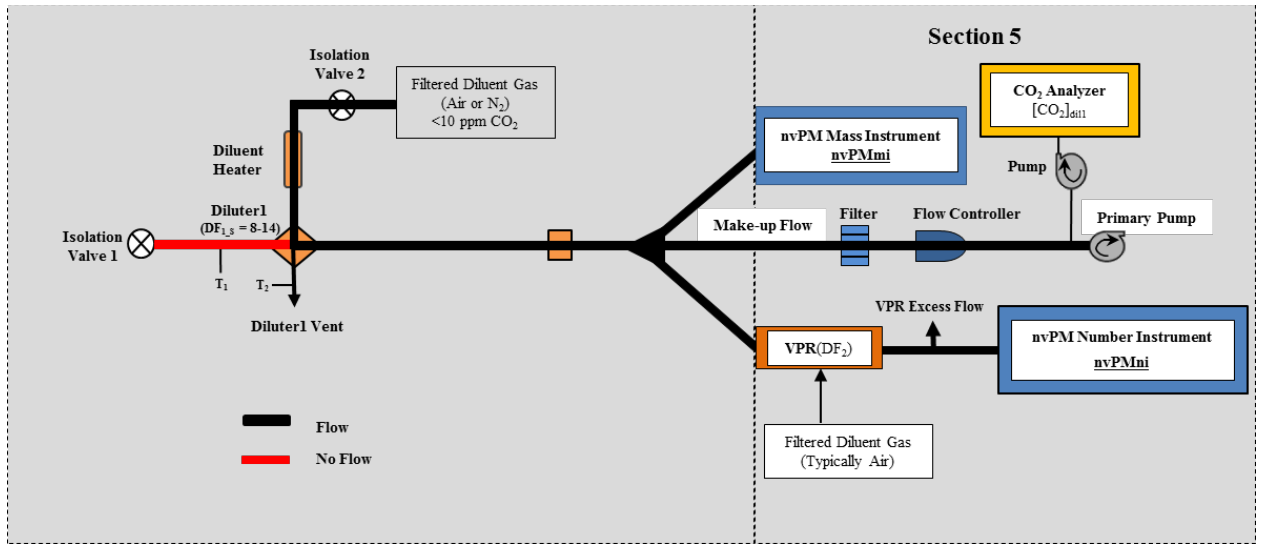 Section 5
Isolation
Valve 2
Filtered Diluent Gas
(Air or N₂)
<10 ppm CO₂
CO₂ Analyzer
[CO₂]dil1
nvPM Mass Instrument
nvPMmi
Diluent
Heater
Pump
Diluter1
(DF₁_S = 8-14)
Isolation
Valve 1
Make-up Flow
Filter
Flow Controller
Primary Pump
T₁
T₂
Diluter1 Vent
VPR Excess Flow
VPR(DF₂)
nvPM Number Instrument
nvPMni
Flow
No Flow
Filtered Diluent Gas
(Typically Air)